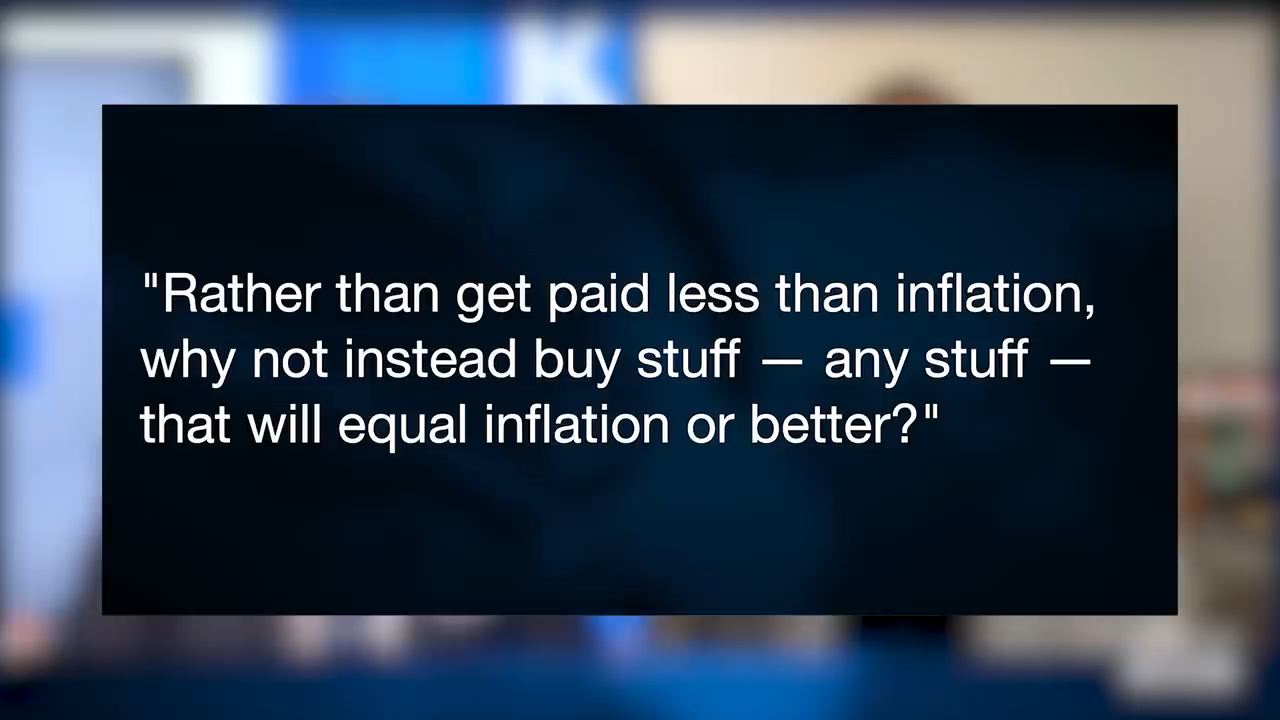 K
"Rather than get paid less than inflation,
why not instead buy stuff — any stuff —
that will equal inflation or better?"